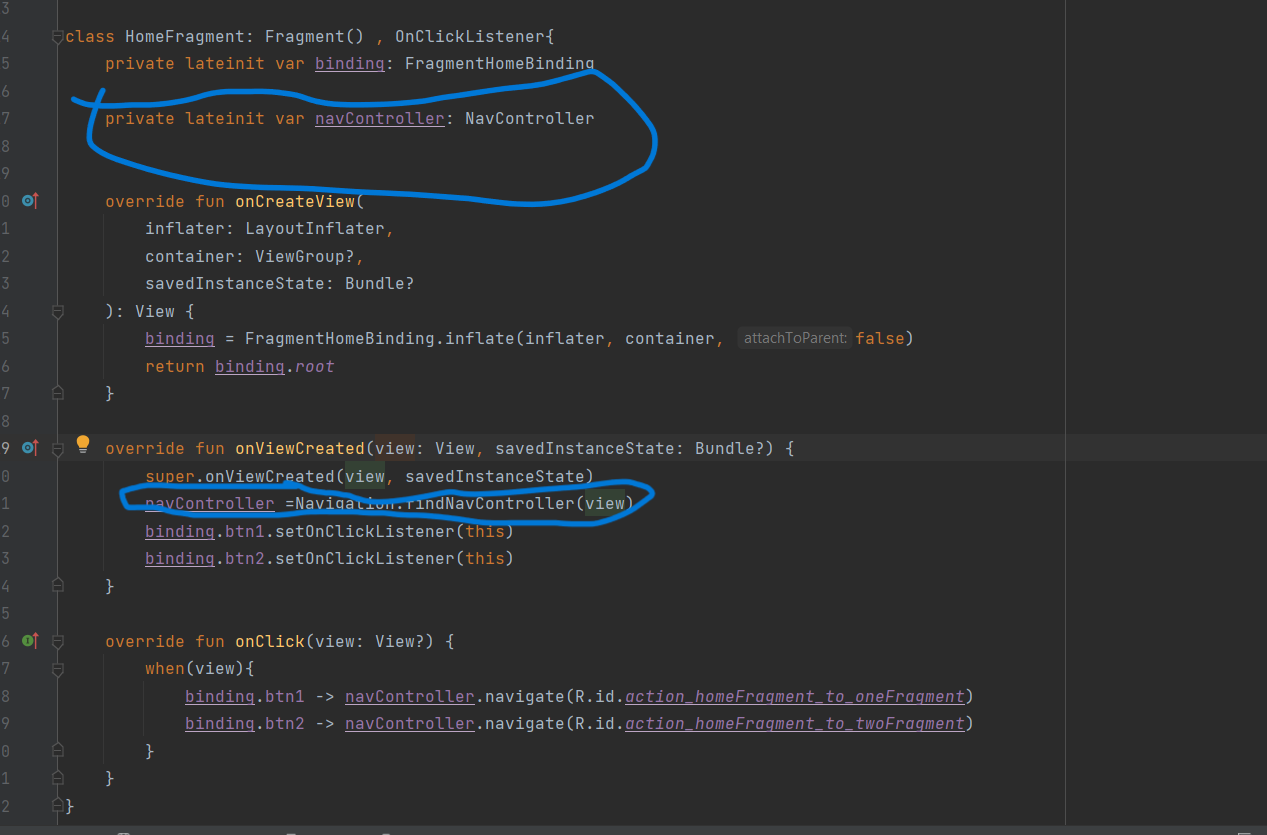 3
4 class HomeFragment: Fragment() , OnClickListener{
5 private lateinit var binding: FragmentHomeBinding
6
7 private lateinit var navController: NavController
8
9
0 override fun onCreateView(
1 inflater: LayoutInflater,
2 container: ViewGroup?,
3 savedInstanceState: Bundle?
4 ): View {
5 binding = FragmentHomeBinding.inflate(inflater, container, attachToParent: false)
6 return binding.root
7 }
8
9 override fun onViewCreated(view: View, savedInstanceState: Bundle?) {
0 super.onViewCreated(view, savedInstanceState)
1 navController =Navigation.findNavController(view)
2 binding.btn1.setOnClickListener(this)
3 binding.btn2.setOnClickListener(this)
4 }
5
6 override fun onClick(view: View?) {
7 when(view){
8 binding.btn1 -> navController.navigate(R.id.action_homeFragment_to_oneFragment)
9 binding.btn2 -> navController.navigate(R.id.action_homeFragment_to_twoFragment)
0 }
1 }
2 }